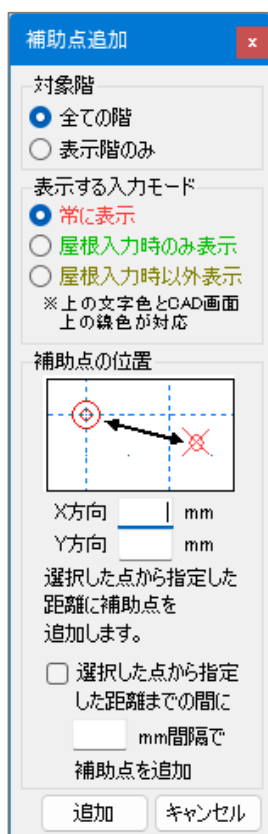 補助点追加
x
対象階
全ての階
表示階のみ
表示する入力モード
常に表示
屋根入力時のみ表示
屋根入力時以外表示
※上の文字色とCAD画面
上の線色が対応
補助点の位置
X方向 mm
Y方向 mm
選択した点から指定した
距離に補助点を
追加します。
選択した点から指定
した距離までの間に
mm間隔で
補助点を追加
追加 キャンセル